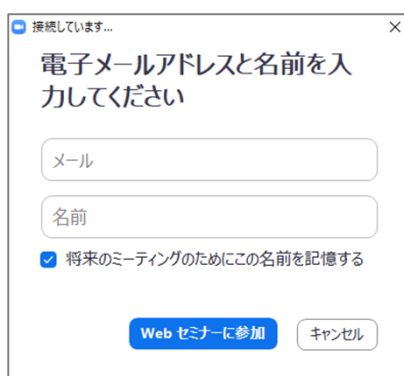 接続しています...
電子メールアドレスと名前を入
力してください
メール
名前
将来のミーティングのためにこの名前を記憶する
Web セミナーに参加
キャンセル